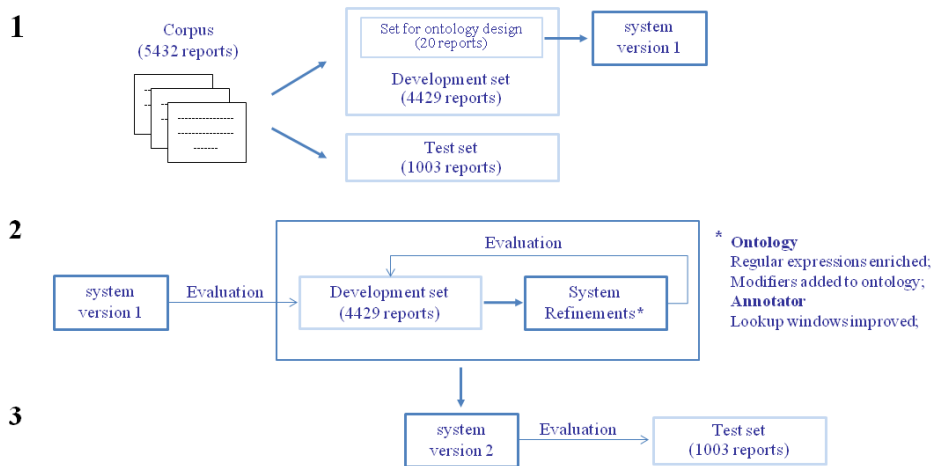 1
Corpus
(5432 reports)
Set for ontology design
(20 reports)
Development set
(4429 reports)
system
version 1
Test set
(1003 reports)
2
system
version 1
Evaluation
Evaluation
Development set
(4429 reports)
System
Refinements*
* Ontology
Regular expressions enriched;
Modifiers added to ontology;
Annotator
Lookup windows improved;
3
system
version 2
Evaluation
Test set
(1003 reports)